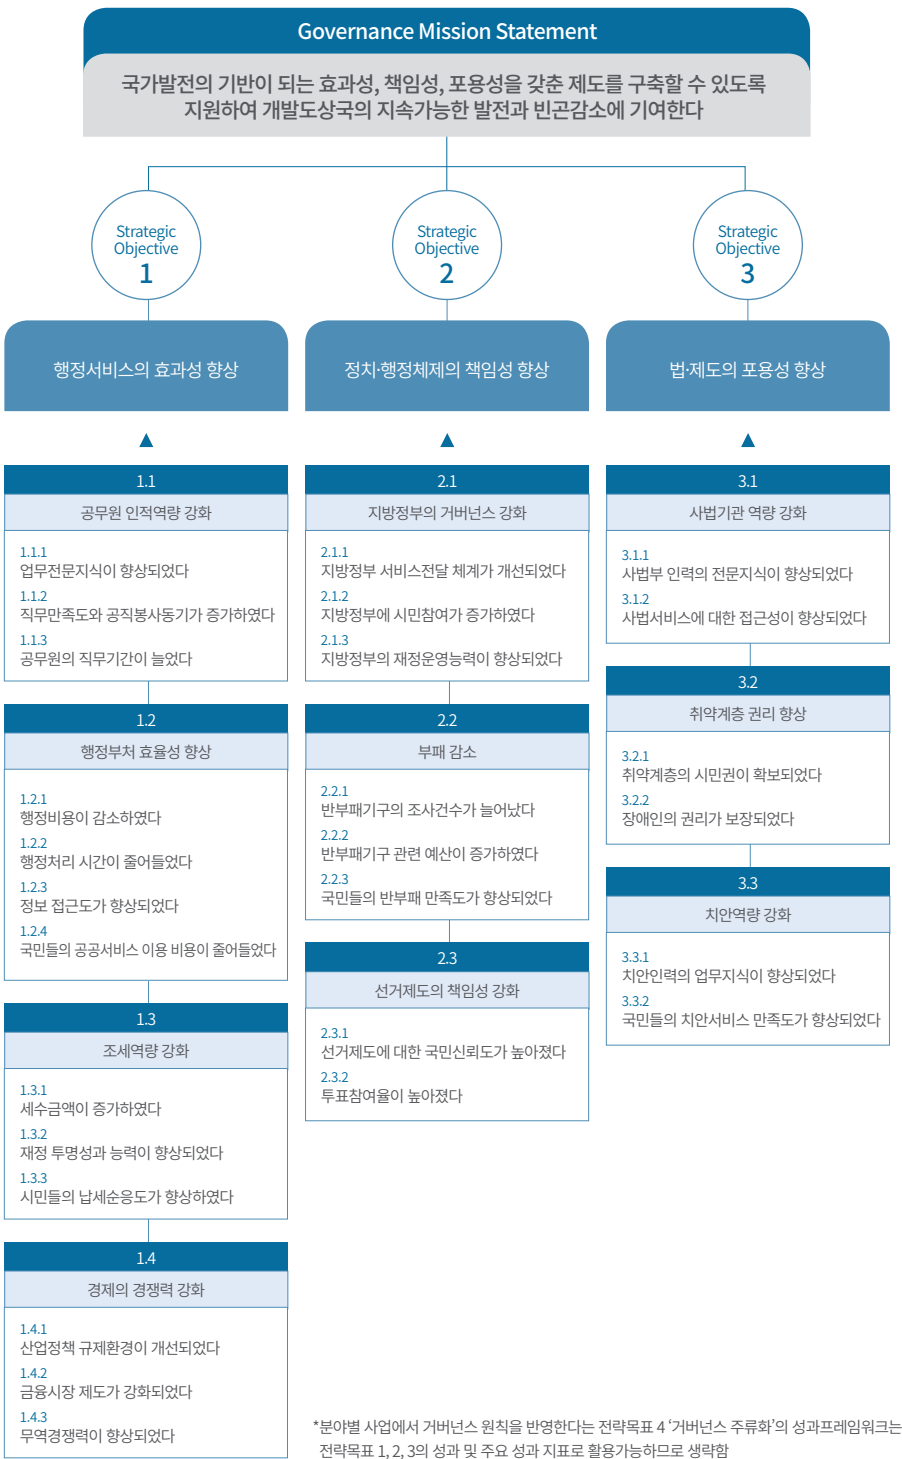 Governance Mission Statement
국가발전의 기반이 되는 효과성, 책임성, 포용성을 갖춘 제도를 구축할 수 있도록
지원하여 개발도상국의 지속가능한 발전과 빈곤감소에 기여한다
Strategic
Objective
1
행정서비스의 효과성 향상
1.1
공무원 인적역량 강화
1.1.1
업무전문지식이 향상되었다
1.1.2
직무만족도와 공직봉사동기가 증가하였다
1.1.3
공무원의 직무기간이 늘었다
1.2
행정부처 효율성 향상
1.2.1
행정비용이 감소하였다
1.2.2
행정처리 시간이 줄어들었다
1.2.3
정보 접근도가 향상되었다
1.2.4
국민들의 공공서비스 이용 비용이 줄어들었다
1.3
조세역량 강화
1.3.1
세수금액이 증가하였다
1.3.2
재정 투명성과 능력이 향상되었다
1.3.3
시민들의 납세순응도가 향상하였다
1.4
경제의 경쟁력 강화
1.4.1
산업정책 규제환경이 개선되었다
1.4.2
금융시장 제도가 강화되었다
1.4.3
무역경쟁력이 향상되었다
Strategic
Objective
2
정치·행정체제의 책임성 향상
2.1
지방정부의 거버넌스 강화
2.1.1
지방정부 서비스전달 체계가 개선되었다
2.1.2
지방정부에 시민참여가 증가하였다
2.1.3
지방정부의 재정운영능력이 향상되었다
2.2
부패 감소
2.2.1
반부패기구의 조사건수가 늘어났다
2.2.2
반부패기구 관련 예산이 증가하였다
2.2.3
국민들의 반부패 만족도가 향상되었다
2.3
선거제도의 책임성 강화
2.3.1
선거제도에 대한 국민신뢰도가 높아졌다
2.3.2
투표참여율이 높아졌다
Strategic
Objective
3
법·제도의 포용성 향상
3.1
사법기관 역량 강화
3.1.1
사법부 인력의 전문지식이 향상되었다
3.1.2
사법서비스에 대한 접근성이 향상되었다
3.2
취약계층 권리 향상
3.2.1
취약계층의 시민권이 확보되었다
3.2.2
장애인의 권리가 보장되었다
3.3
치안역량 강화
3.3.1
치안인력의 업무지식이 향상되었다
3.3.2
국민들의 치안서비스 만족도가 향상되었다
*분야별 사업에서 거버넌스 원칙을 반영한다는 전략목표 4 ‘거버넌스 주류화’의 성과프레임워크는
전략목표 1, 2, 3의 성과 및 주요 성과 지표로 활용가능하므로 생략함